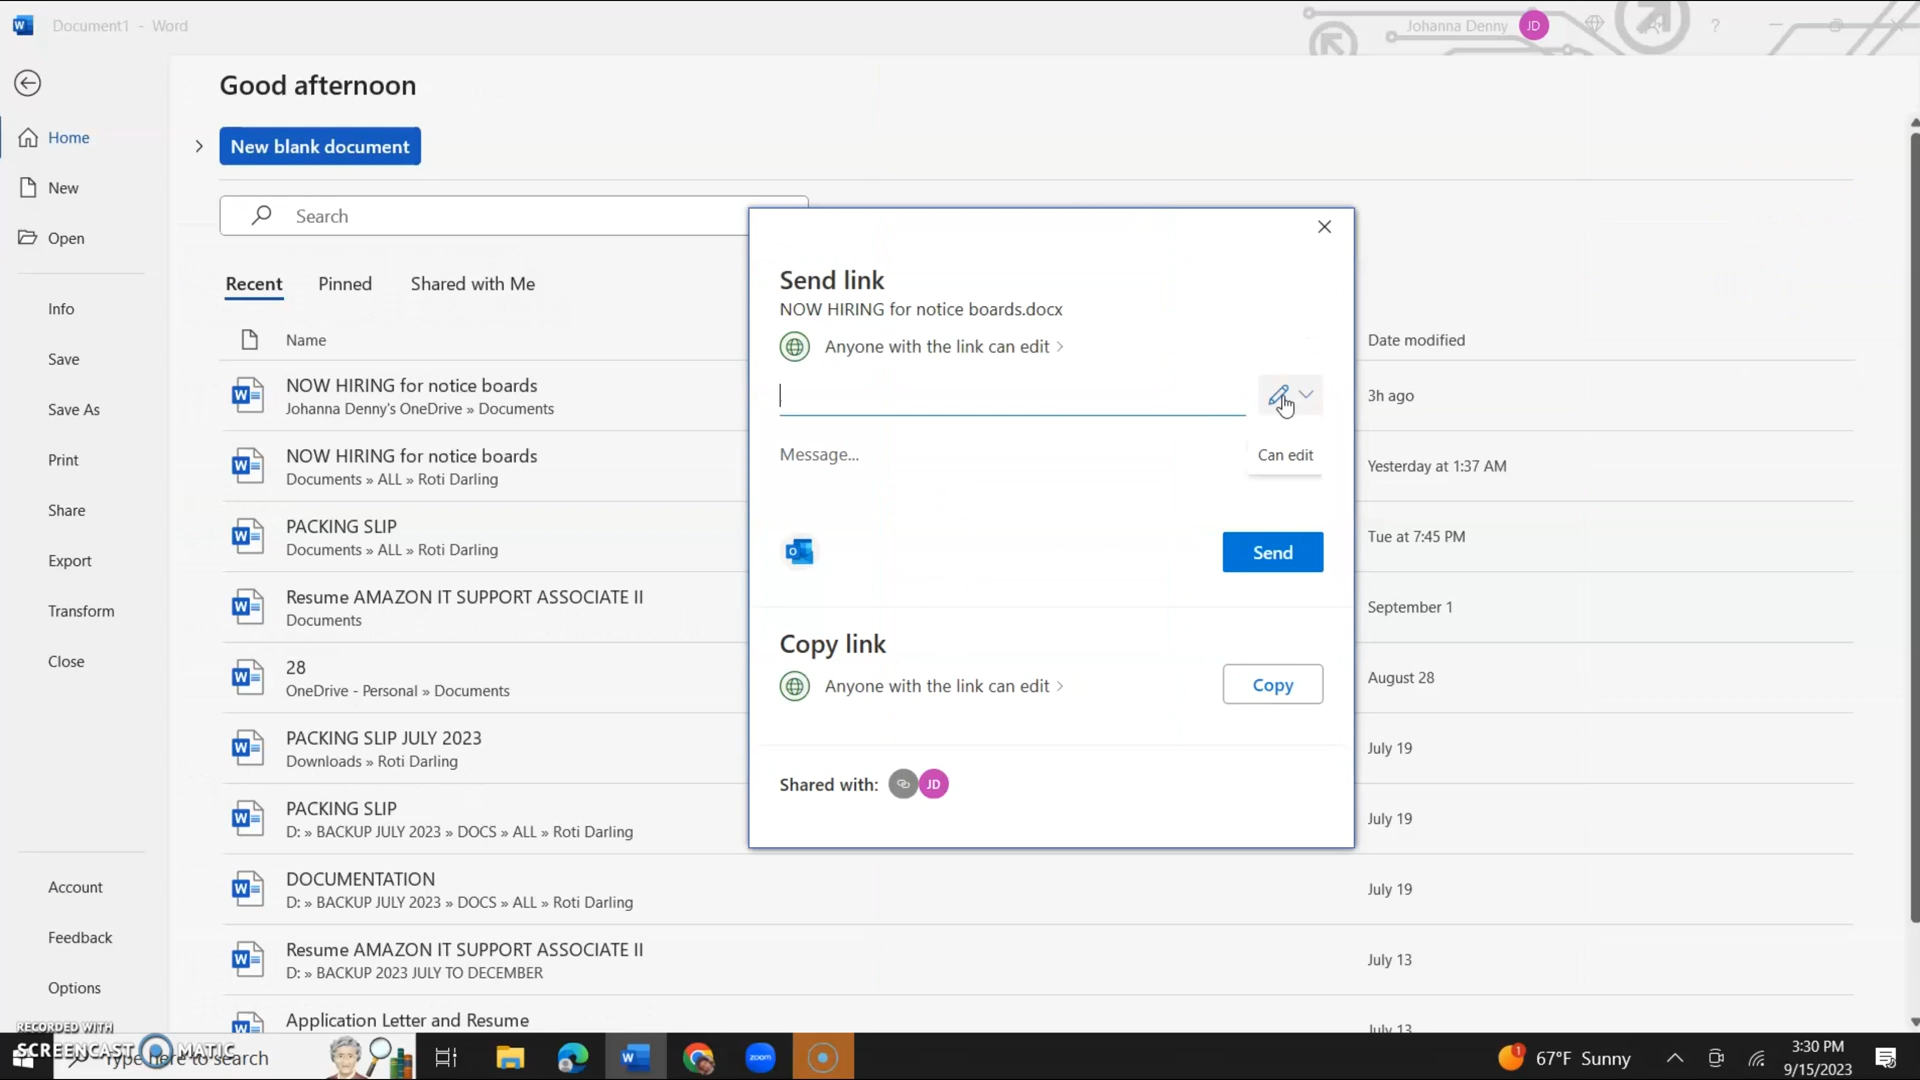 Document1 - Word
Johanna Denny JD
Good afternoon
Home
New blank document
New
Search
Open
Recent Pinned Shared with Me
Info
Save
Save As
Print
Share
Export
Transform
Close
Account
Feedback
Options
Name
Date modified
NOW HIRING for notice boards
Johanna Denny's OneDrive » Documents
3h ago
NOW HIRING for notice boards
Documents » ALL » Roti Darling
Yesterday at 1:37 AM
PACKING SLIP
Documents » ALL » Roti Darling
Tue at 7:45 PM
Resume AMAZON IT SUPPORT ASSOCIATE II
Documents
September 1
28
OneDrive - Personal » Documents
August 28
PACKING SLIP JULY 2023
Downloads » Roti Darling
July 19
PACKING SLIP
D: » BACKUP JULY 2023 » DOCS » ALL » Roti Darling
July 19
DOCUMENTATION
D: » BACKUP JULY 2023 » DOCS » ALL » Roti Darling
July 19
Resume AMAZON IT SUPPORT ASSOCIATE II
D: » BACKUP 2023 JULY TO DECEMBER
July 13
Application Letter and Resume
July 13
Send link
NOW HIRING for notice boards.docx
Anyone with the link can edit
Message...
Can edit
Send
Copy link
Anyone with the link can edit
Copy
Shared with: JD
RECORDED WITH
SCREENCAST MATIC
Type here to search
zoom
1
67°F Sunny
3:30 PM
9/15/2023